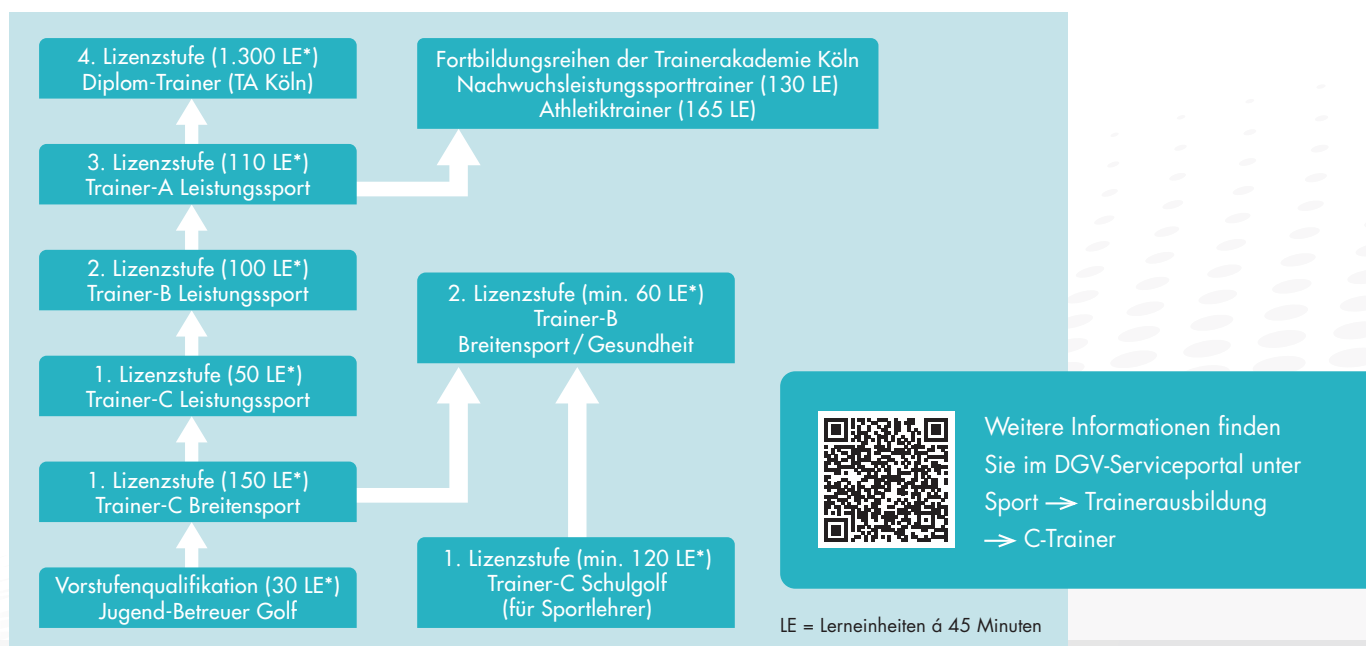 4. Lizenzstufe (1.300 LE*)
Diplom-Trainer (TA Köln)
Fortbildungsreihen der Trainerakademie Köln
Nachwuchsleistungssporttrainer (130 LE)
Athletiktrainer (165 LE)
3. Lizenzstufe (110 LE*)
Trainer-A Leistungssport
2. Lizenzstufe (100 LE*)
Trainer-B Leistungssport
2. Lizenzstufe (min. 60 LE*)
Trainer-B
Breitensport / Gesundheit
1. Lizenzstufe (50 LE*)
Trainer-C Leistungssport
1. Lizenzstufe (150 LE*)
Trainer-C Breitensport
Vorstufenqualifikation (30 LE*)
Jugend-Betreuer Golf
1. Lizenzstufe (min. 120 LE*)
Trainer-C Schulgolf
(für Sportlehrer)
Weitere Informationen finden
Sie im DGV-Serviceportal unter
Sport → Trainerausbildung
→ C-Trainer
LE = Lerneinheiten á 45 Minuten